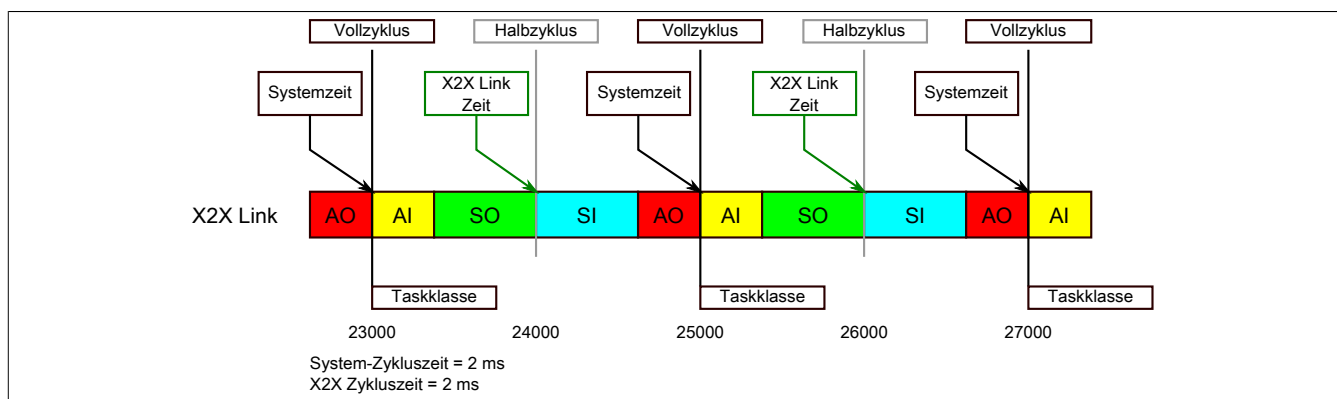 Vollzyklus Halbzyklus Vollzyklus Halbzyklus Vollzyklus
Systemzeit
X2X Link
Zeit
Systemzeit
X2X Link
Zeit
Systemzeit
X2X Link AO AI SO SI AO AI SO SI AO AI
Taskklasse Taskklasse Taskklasse
23000 24000 25000 26000 27000
System-Zykluszeit = 2 ms
X2X Zykluszeit = 2 ms